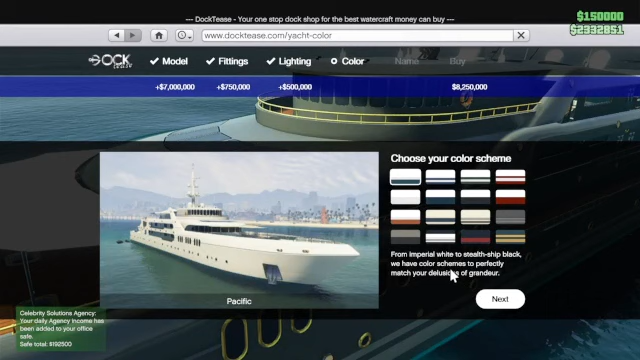 --- DockTease - Your one stop dock shop for the best watercraft money can buy ---
$150000
$2332851
www.docktease.com/yacht-color
DOCK
Model
Fittings
Lighting
Color
Name
Buy
+$7,000,000
+$750,000
+$500,000
$8,250,000
Choose your color scheme
From imperial white to stealth-ship black,
we have color schemes to perfectly
match your delusions of grandeur.
Pacific
Next
Celebrity Solutions Agency:
Your daily Agency income has
been added to your office
safe.
Safe total: $192500